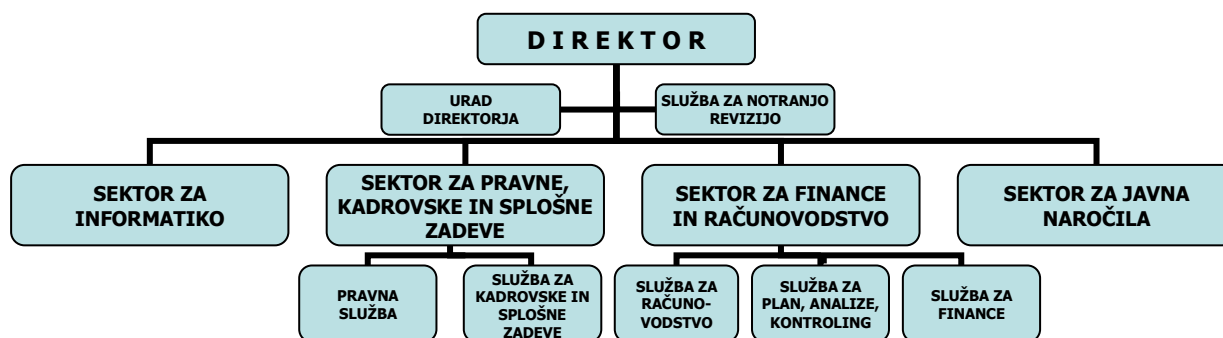 D I R E K T O R
URAD
DIREKTORJA
SLUŽBA ZA NOTRANJO
REVIZIJO
SEKTOR ZA
INFORMATIKO
SEKTOR ZA PRAVNE,
KADROVSKE IN SPLOŠNE
ZADEVE
SEKTOR ZA FINANCE
IN RAČUNOVODSTVO
SEKTOR ZA JAVNA
NAROČILA
PRAVNA
SLUŽBA
SLUŽBA ZA
KADROVSKE IN
SPLOŠNE
ZADEVE
SLUŽBA ZA
RAČUNO-
VODSTVO
SLUŽBA ZA
PLAN, ANALIZE,
KONTROLING
SLUŽBA ZA
FINANCE